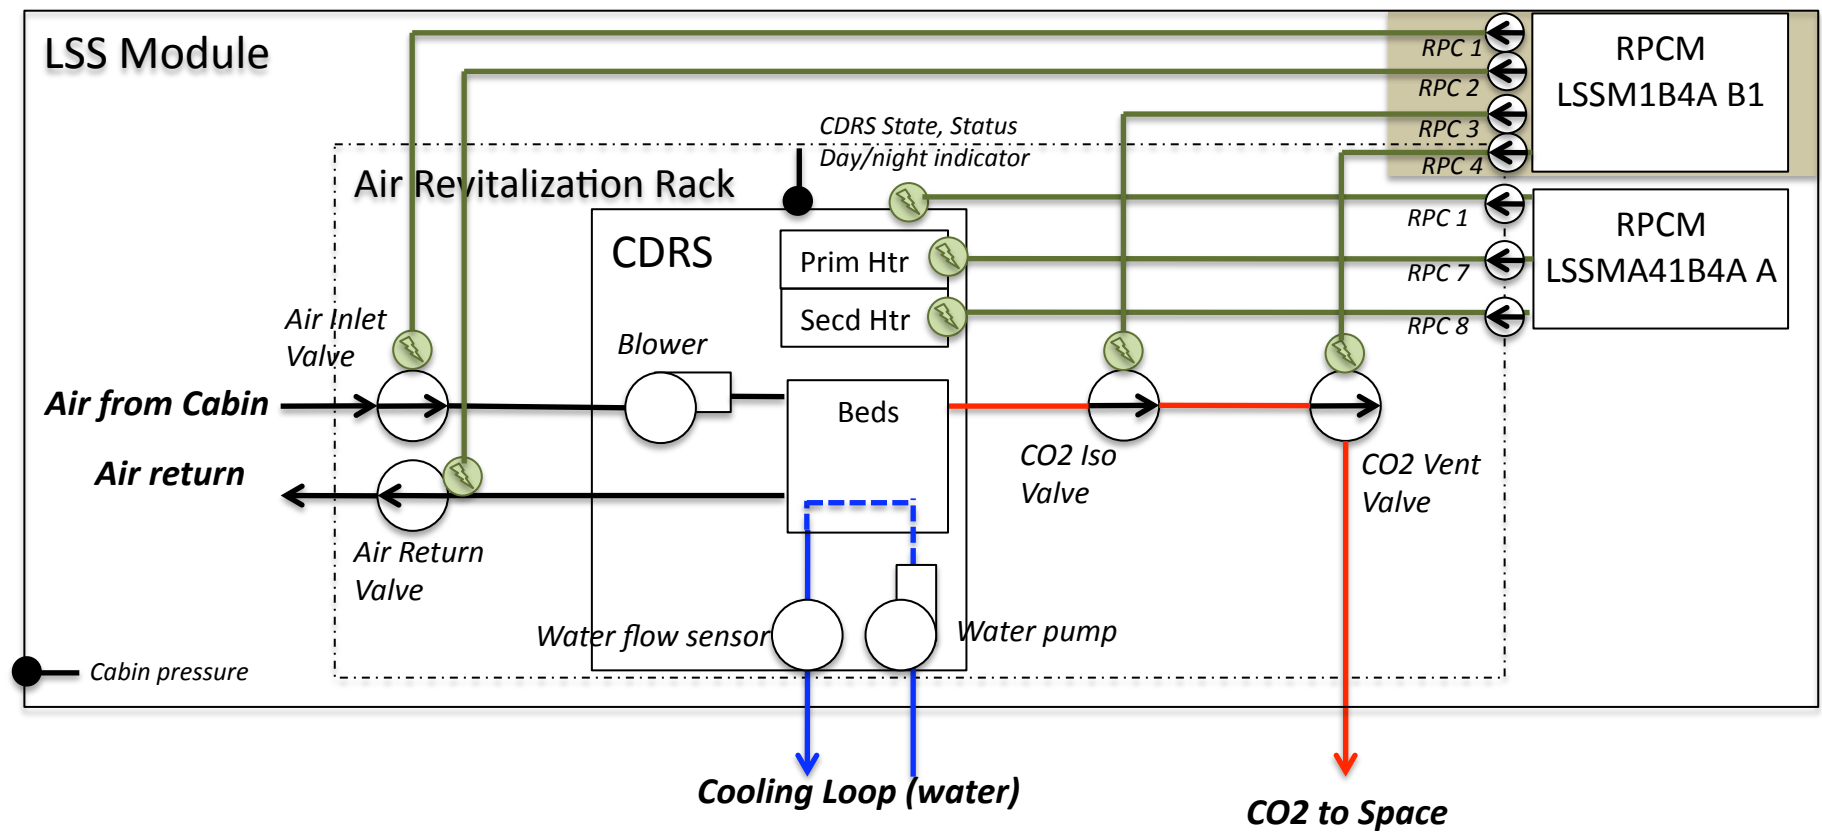 LSS Module
RPC 1
RPC 2
RPC 3
RPC 4
RPCM
LSSM1B4A B1
CDRS State, Status
Day/night indicator
Air Revitalization Rack
RPC 1
RPC 7
RPC 8
RPCM
LSSMA41B4A A
CDRS
Prim Htr
Secd Htr
Air Inlet
Valve
Blower
Air from Cabin
Beds
Air return
CO2 Iso
Valve
CO2 Vent
Valve
Air Return
Valve
Water flow sensor
Water pump
Cabin pressure
Cooling Loop (water)
CO2 to Space